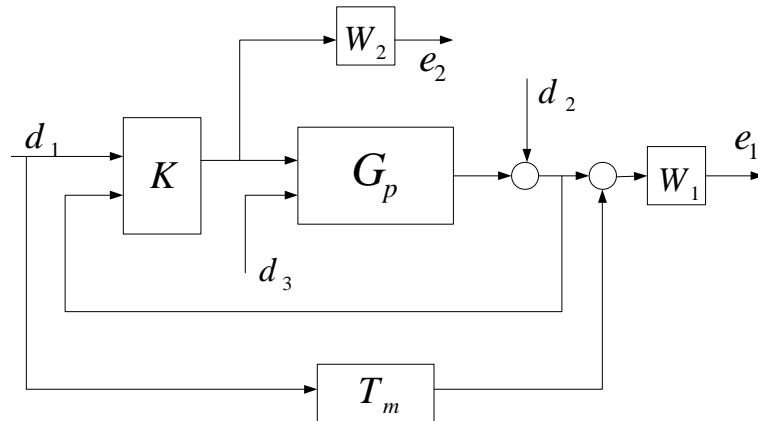 W₂
e₂
d₂
d₁
K
Gₚ
e₁
W₁
d₃
Tₘ